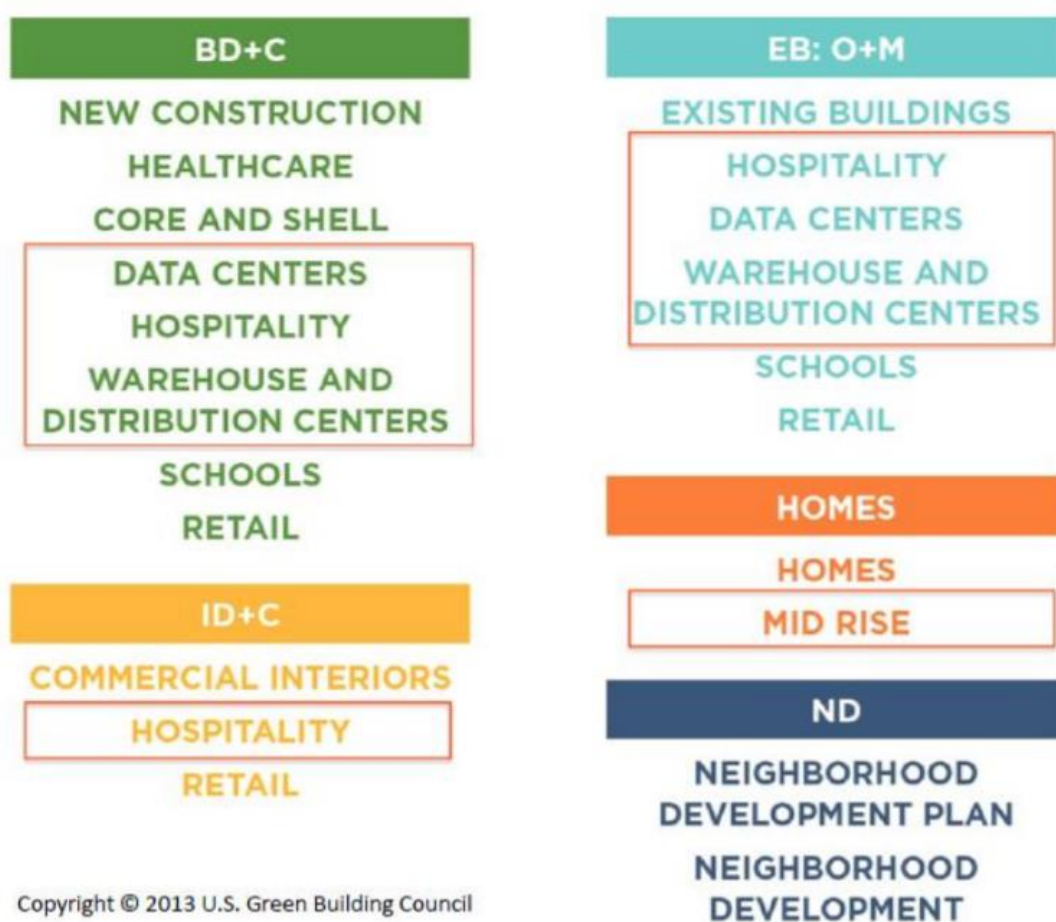 BD+C
NEW CONSTRUCTION
HEALTHCARE
CORE AND SHELL
DATA CENTERS
HOSPITALITY
WAREHOUSE AND
DISTRIBUTION CENTERS
SCHOOLS
RETAIL
ID+C
COMMERCIAL INTERIORS
HOSPITALITY
RETAIL
Copyright © 2013 U.S. Green Building Council
EB: O+M
EXISTING BUILDINGS
HOSPITALITY
DATA CENTERS
WAREHOUSE AND
DISTRIBUTION CENTERS
SCHOOLS
RETAIL
HOMES
HOMES
MID RISE
ND
NEIGHBORHOOD
DEVELOPMENT PLAN
NEIGHBORHOOD
DEVELOPMENT